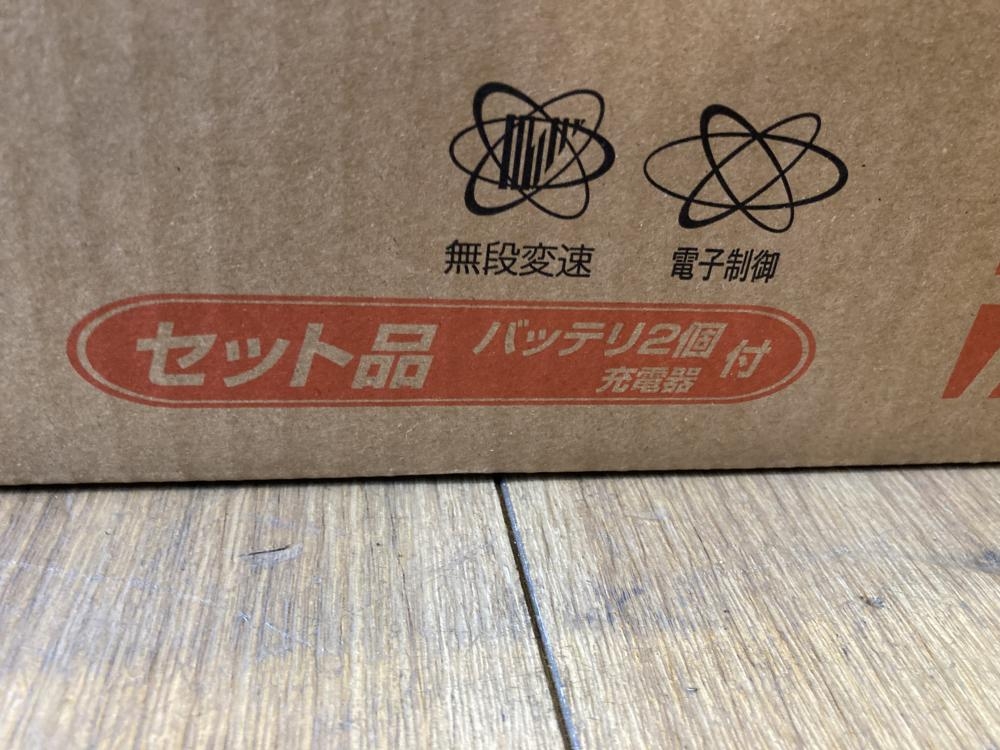 無段変速
電子制御
セット品 バッテリ2個 付
充電器